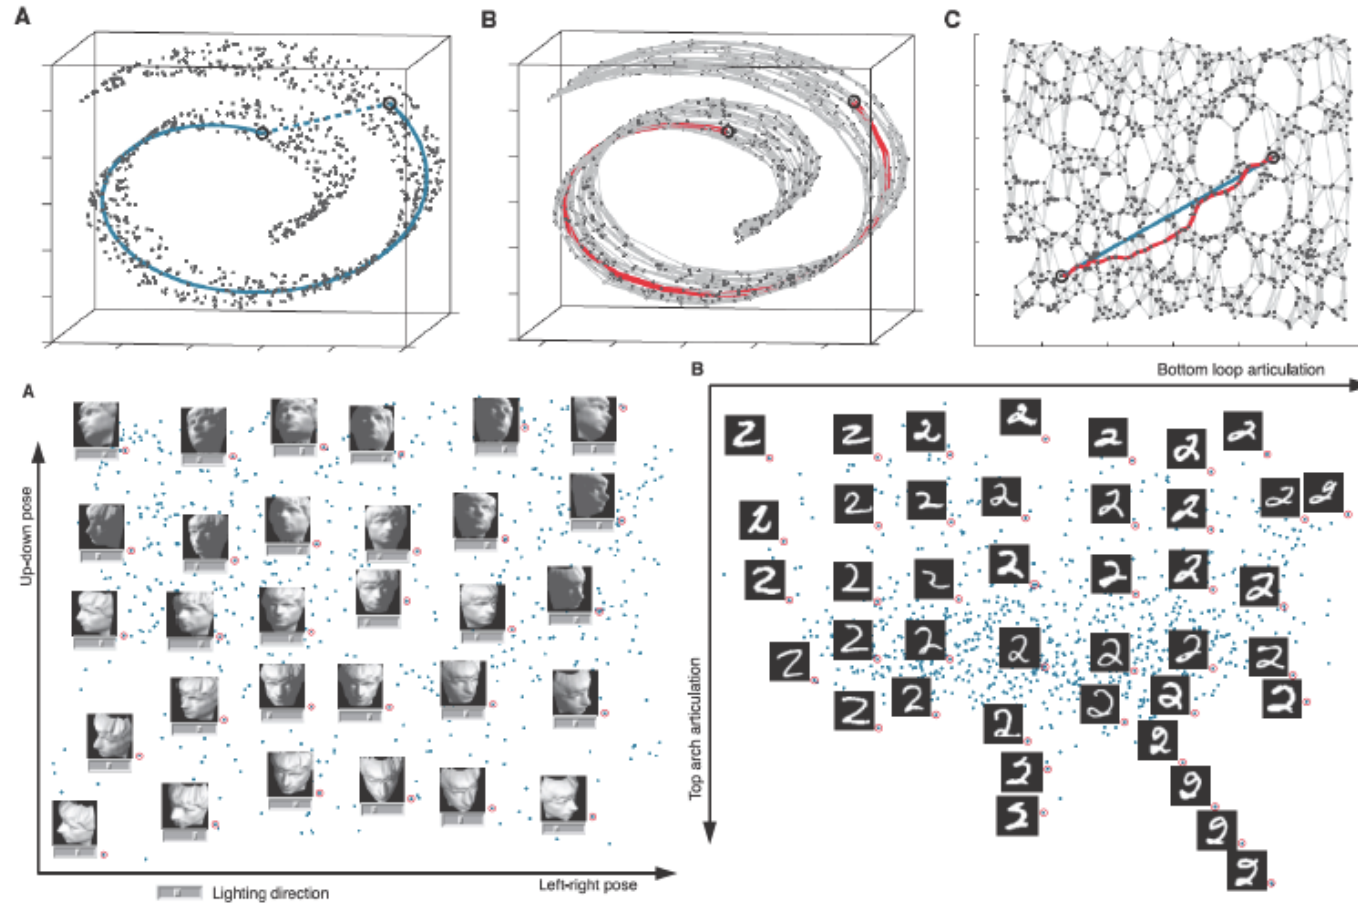 A
B
C
A
B
Bottom loop articulation
Up-down pose
Top arch articulation
Left-right pose
Lighting direction